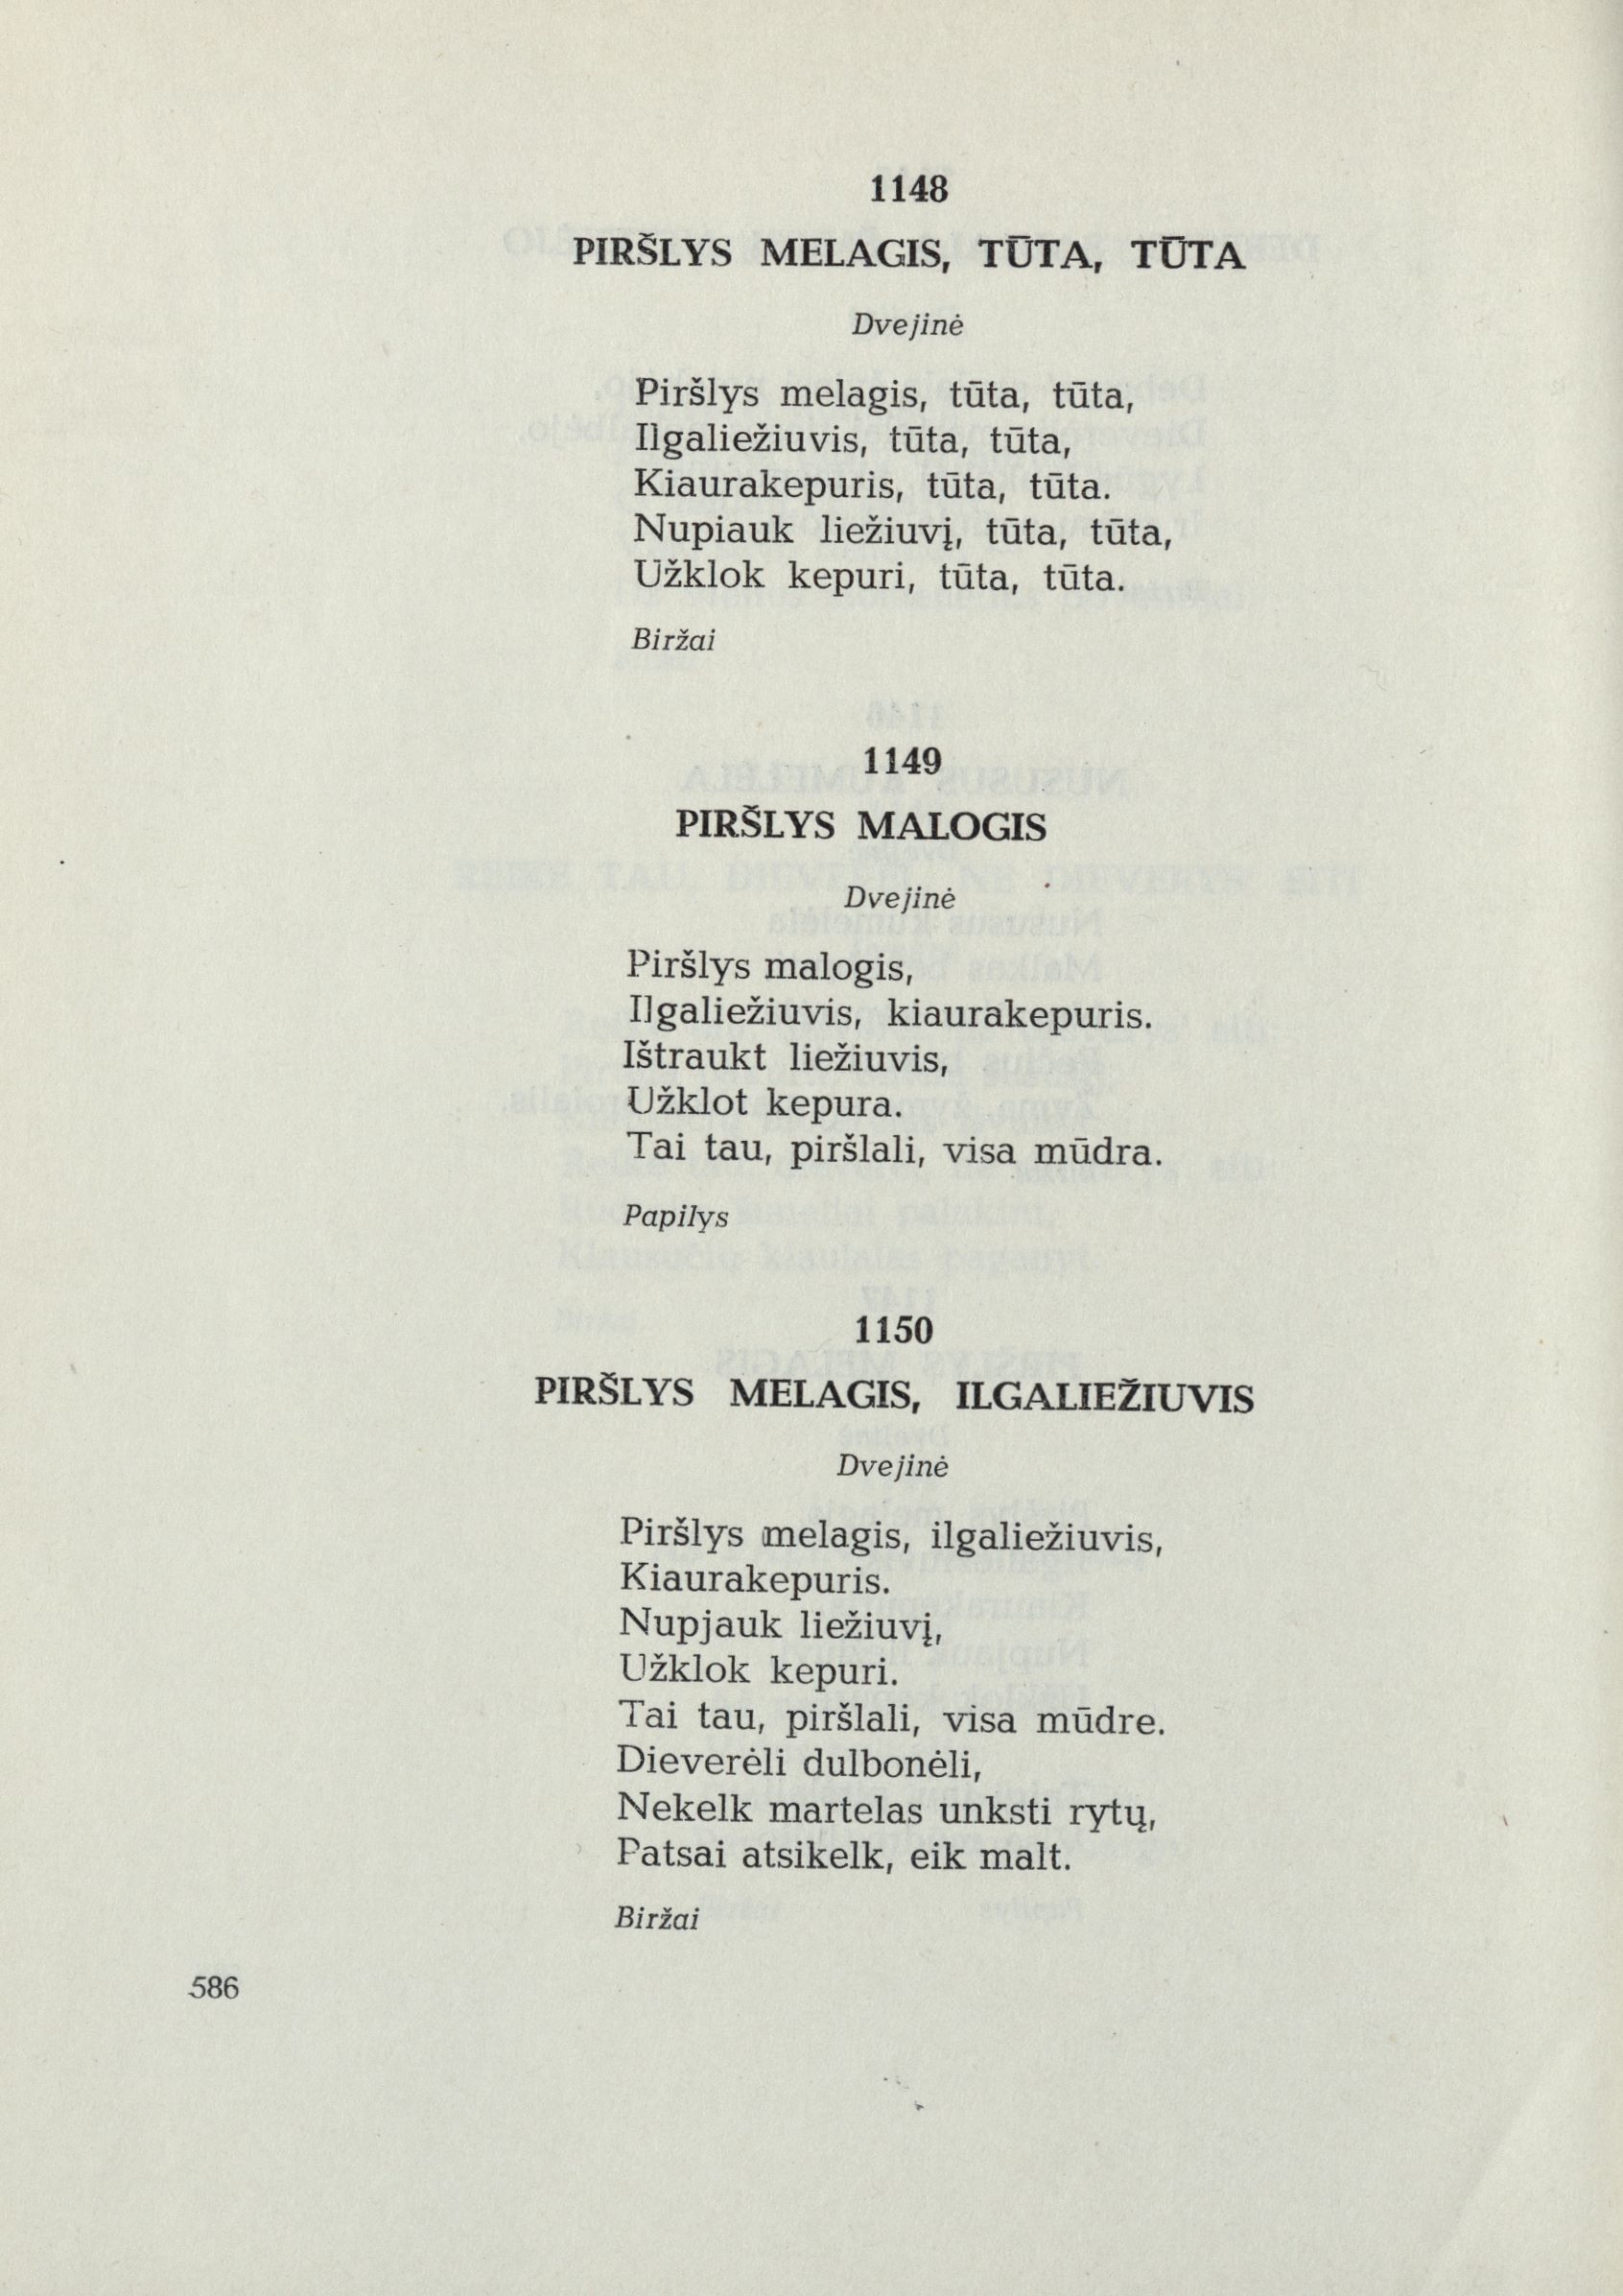 1148
PIRŠLYS MELAGIS, TŪTA, TŪTA
Dvejinė
Piršlys melagis, tūta, tūta,
Ilgaliežiuvis, tūta, tūta,
Kiaurakepuris, tūta, tūta.
Nupiauk liežiuvį, tūta, tūta,
Užklok kepuri, tūta, tūta.
Biržai
1149
PIRŠLYS MALOGIS
Dvejinė
Piršlys malogis,
Ilgaliežiuvis, kiaurakepuris.
Ištraukt liežiuvis,
Užklot kepura.
Tai tau, piršlali, visa mūdra.
Papilys
1150
PIRŠLYS MELAGIS, ILGALIEŽIUVIS
Dvejinė
Piršlys melagis, ilgaliežiuvis,
Kiaurakepuris.
Nupjauk liežiuvį,
Užklok kepuri.
Tai tau, piršlali, visa mūdre.
Dieverėli dulbonėli,
Nekelk martelas unksti rytų,
Patsai atsikelk, eik malt.
Biržai
586